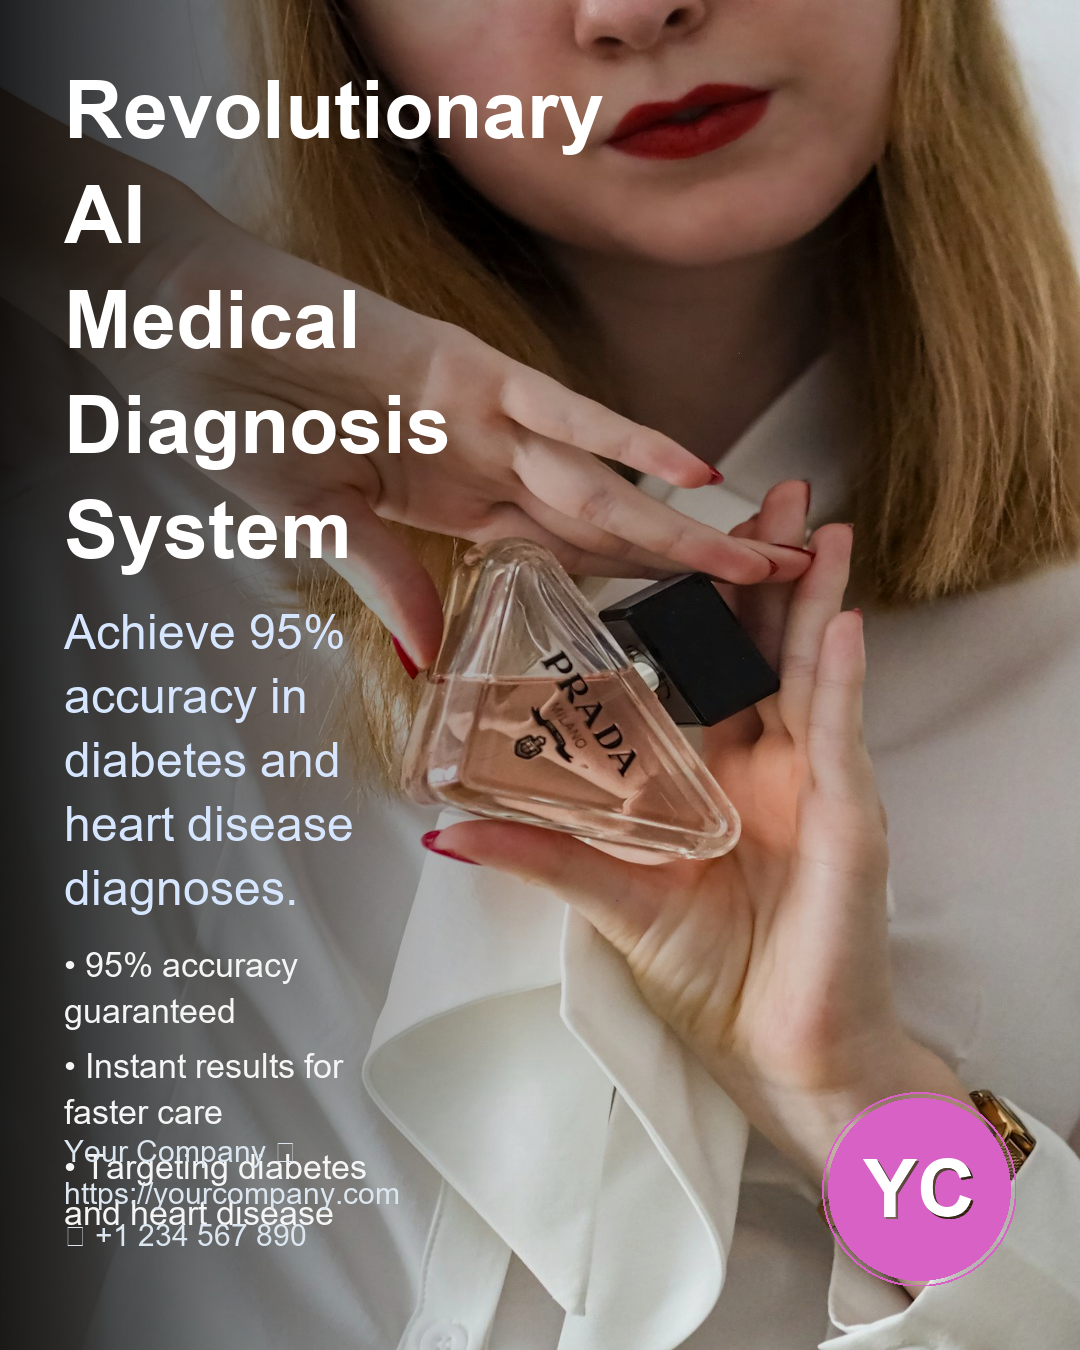 Revolutionary
AI
Medical
Diagnosis
System
Achieve 95%
accuracy in
diabetes and
heart disease
diagnoses.
• 95% accuracy
guaranteed
• Instant results for
faster care
• Targeting diabetes
and heart disease
Your Company
https://yourcompany.com
+1 234 567 890
PRADA
MILANO
YC